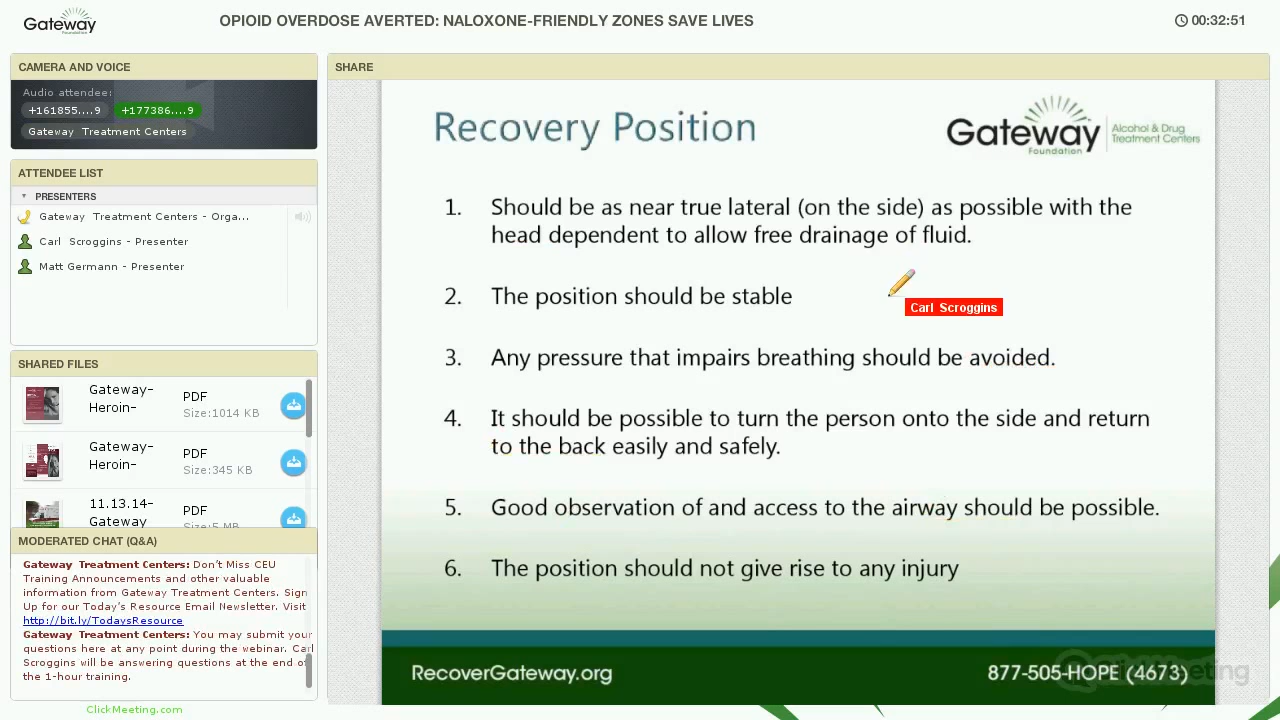 Gateway
Foundation
OPIOID OVERDOSE AVERTED: NALOXONE-FRIENDLY ZONES SAVE LIVES
00:32:51
CAMERA AND VOICE
Audio attendee:
+161855....9
+177386....9
Gateway Treatment Centers
ATTENDEE LIST
PRESENTERS
Gateway Treatment Centers - Orga...
Carl Scroggins - Presenter
Matt Germann - Presenter
SHARED FILES
Gateway-
Heroin-
PDF
Size:1014 KB
Gateway-
Heroin-
PDF
Size:345 KB
11.13.14-
Gateway
PDF
Size:5 MB
MODERATED CHAT (Q&A)
Gateway Treatment Centers: Don't Miss CEU
Training Announcements and other valuable
Information from Gateway Treatment Centers. Sign
Up for our Today's Resource Email Newsletter. Visit
http://bit.ly/TodaysResource
Gateway Treatment Centers: You may submit your
questions at any point during the webinar. Carl
Scroggins will answering questions at the end of
the 1-hour training.
ClickMeeting.com
SHARE
Recovery Position
Gateway
Foundation
Alcohol & Drug
Treatment Centers
1. Should be as near true lateral (on the side) as possible with the
head dependent to allow free drainage of fluid.
2. The position should be stable
Carl Scroggins
3. Any pressure that impairs breathing should be avoided.
4. It should be possible to turn the person onto the side and return
to the back easily and safely.
5. Good observation of and access to the airway should be possible.
6. The position should not give rise to any injury
RecoverGateway.org
877-505-HOPE (4673)